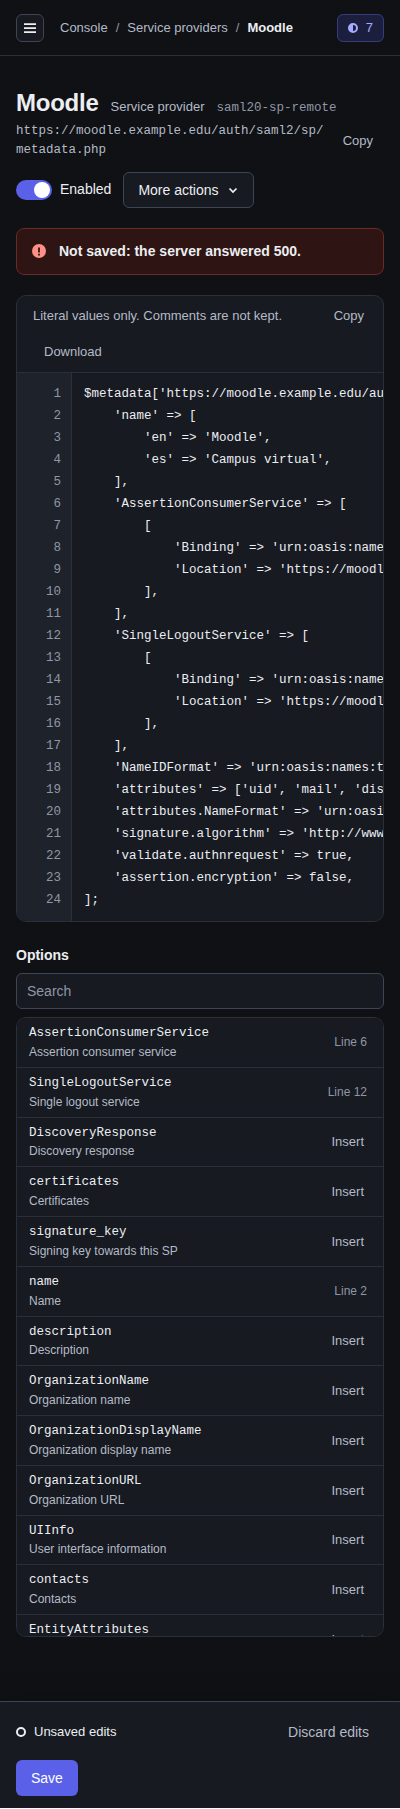 Console / Service providers / Moodle
7
Moodle Service provider saml20-sp-remote
https://moodle.example.edu/auth/saml2/sp/
metadata.php
Copy
Enabled
More actions
Not saved: the server answered 500.
Literal values only. Comments are not kept.
Copy
Download
1 $metadata['https://moodle.example.edu/au
2 'name' => [
3 'en' => 'Moodle',
4 'es' => 'Campus virtual',
5 ],
6 'AssertionConsumerService' => [
7 [
8 'Binding' => 'urn:oasis:name
9 'Location' => 'https://moodl
10 ],
11 ],
12 'SingleLogoutService' => [
13 [
14 'Binding' => 'urn:oasis:name
15 'Location' => 'https://moodl
16 ],
17 ],
18 'NameIDFormat' => 'urn:oasis:names:t
19 'attributes' => ['uid', 'mail', 'dis
20 'attributes.NameFormat' => 'urn:oasi
21 'signature.algorithm' => 'http://www
22 'validate.authnrequest' => true,
23 'assertion.encryption' => false,
24 ];
Options
Search
AssertionConsumerService
Assertion consumer service
Line 6
SingleLogoutService
Single logout service
Line 12
DiscoveryResponse
Discovery response
Insert
certificates
Certificates
Insert
signature_key
Signing key towards this SP
Insert
name
Name
Line 2
description
Description
Insert
OrganizationName
Organization name
Insert
OrganizationDisplayName
Organization display name
Insert
OrganizationURL
Organization URL
Insert
UIInfo
User interface information
Insert
contacts
Contacts
Insert
EntityAttributes
Unsaved edits
Discard edits
Save